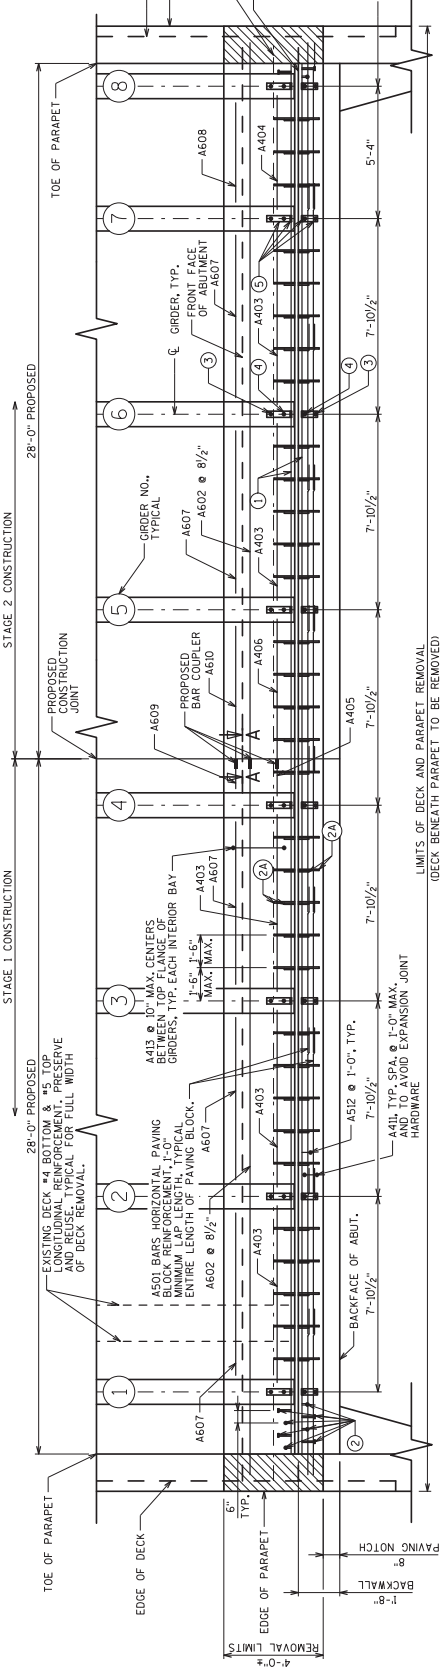 STAGE 1 CONSTRUCTION
STAGE 2 CONSTRUCTION
28'-0" PROPOSED
28'-0" PROPOSED
TOE OF PARAPET
EDGE OF DECK
EDGE OF PARAPET
6"
TYP.
REMOVAL LIMITS
4'-0"±
1'-8"
BACKWALL
8"
PAVING NOTCH
EXISTING DECK #4 BOTTOM & #5 TOP
LONGITUDINAL REINFORCEMENT. PRESERVE
AND REUSE. TYPICAL FOR FULL WIDTH
OF DECK REMOVAL.
PROPOSED
CONSTRUCTION
JOINT
TOE OF PARAPET
1
2
3
4
5
6
7
8
GIRDER NO.,
TYPICAL
℄ GIRDER, TYP.
FRONT FACE
OF ABUTMENT
A501 BARS HORIZONTAL PAVING
BLOCK REINFORCEMENT, 1'-0"
MINIMUM LAP LENGTH, TYPICAL
ENTIRE LENGTH OF PAVING BLOCK.
A413 @ 10" MAX. CENTERS
BETWEEN TOP FLANGE OF
GIRDERS, TYP. EACH INTERIOR BAY
PROPOSED
BAR COUPLER
A607
A602 @ 8½"
A607
A607
A609
A610
A607
A602 @ 8½"
A607
A608
A403
A403
A403
1'-6"
MAX.
1'-6"
MAX.
A
A
A405
A406
A403
A403
A404
2
2A
2A
1
3
4
4
3
5
A512 @ 1'-0", TYP.
A411, TYP. SPA. @ 1'-0" MAX.
AND TO AVOID EXPANSION JOINT
HARDWARE
BACKFACE OF ABUT.
7'-10½"
7'-10½"
7'-10½"
7'-10½"
7'-10½"
7'-10½"
5'-4"
LIMITS OF DECK AND PARAPET REMOVAL
(DECK BENEATH PARAPET TO BE REMOVED)